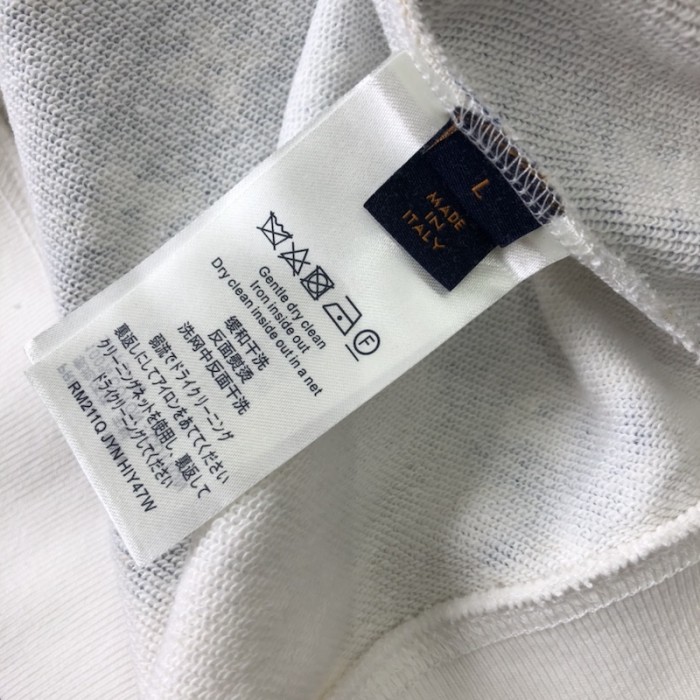 L
MADE
IN
ITALY
F
Gentle dry clean
Iron inside out
Dry clean inside out in a net
缓和干洗
反面熨烫
洗网中反面干洗
弱流でドライクリーニング
裏返しにしてアイロンをあててください
クリーニングネットを使用し、裏返して
ドライクリーニングしてください
RM211Q JYN HIY47W